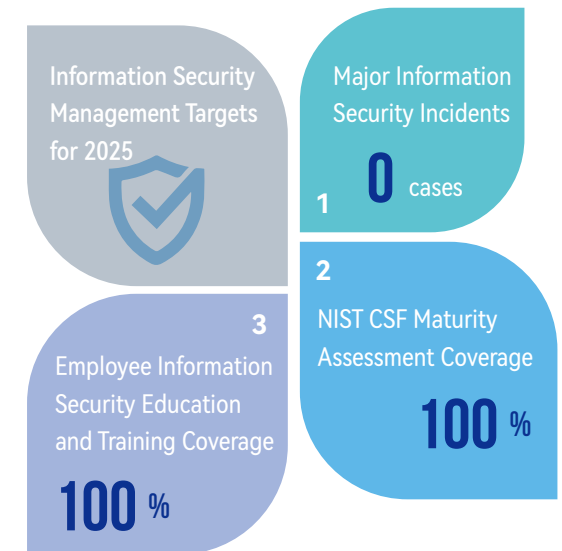 Information Security
Management Targets
for 2025
Major Information
Security Incidents
0 cases
1
2
NIST CSF Maturity
Assessment Coverage
100 %
3
Employee Information
Security Education
and Training Coverage
100 %